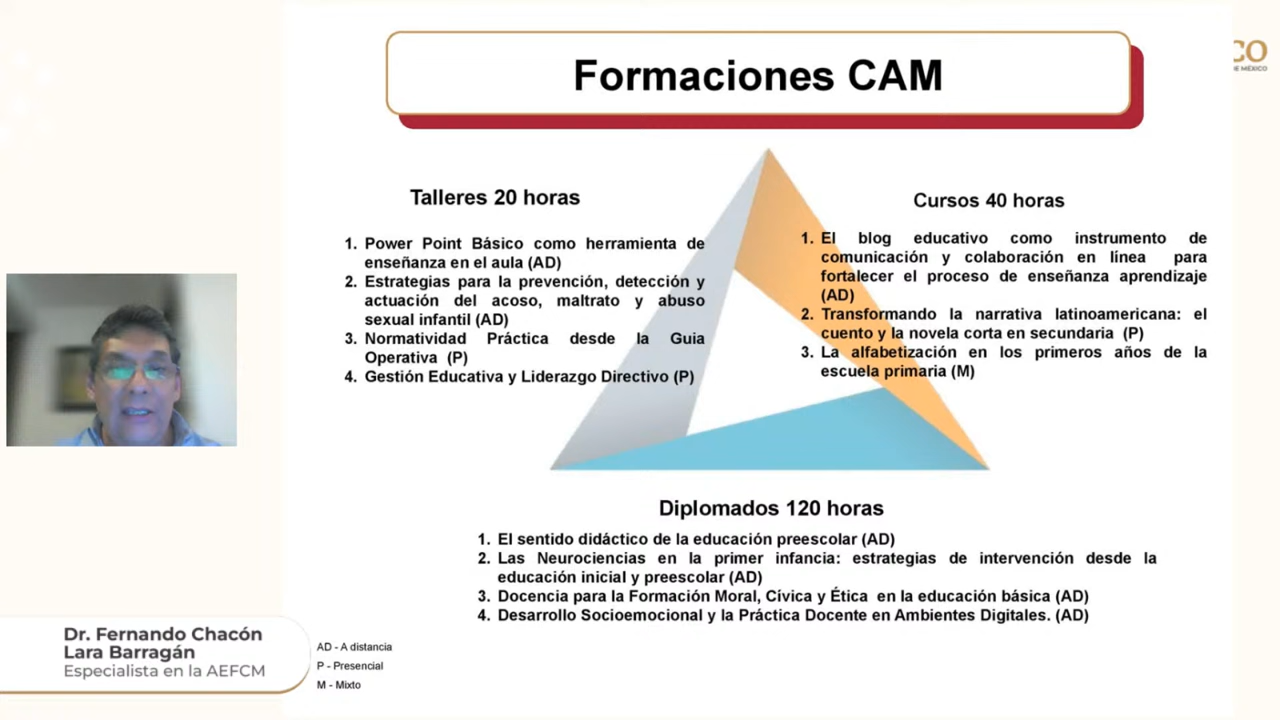 Formaciones CAM
CO
DE MÉXICO
Talleres 20 horas
1. Power Point Básico como herramienta de
enseñanza en el aula (AD)
2. Estrategias para la prevención, detección y
actuación del acoso, maltrato y abuso
sexual infantil (AD)
3. Normatividad Práctica desde la Guia
Operativa (P)
4. Gestión Educativa y Liderazgo Directivo (P)
Cursos 40 horas
1. El blog educativo como instrumento de
comunicación y colaboración en línea para
fortalecer el proceso de enseñanza aprendizaje
(AD)
2. Transformando la narrativa latinoamericana: el
cuento y la novela corta en secundaria (P)
3. La alfabetización en los primeros años de la
escuela primaria (M)
Diplomados 120 horas
1. El sentido didáctico de la educación preescolar (AD)
2. Las Neurociencias en la primer infancia: estrategias de intervención desde la
educación inicial y preescolar (AD)
3. Docencia para la Formación Moral, Cívica y Ética en la educación básica (AD)
4. Desarrollo Socioemocional y la Práctica Docente en Ambientes Digitales. (AD)
Dr. Fernando Chacón
Lara Barragán
Especialista en la AEFCM
AD - A distancia
P - Presencial
M - Mixto